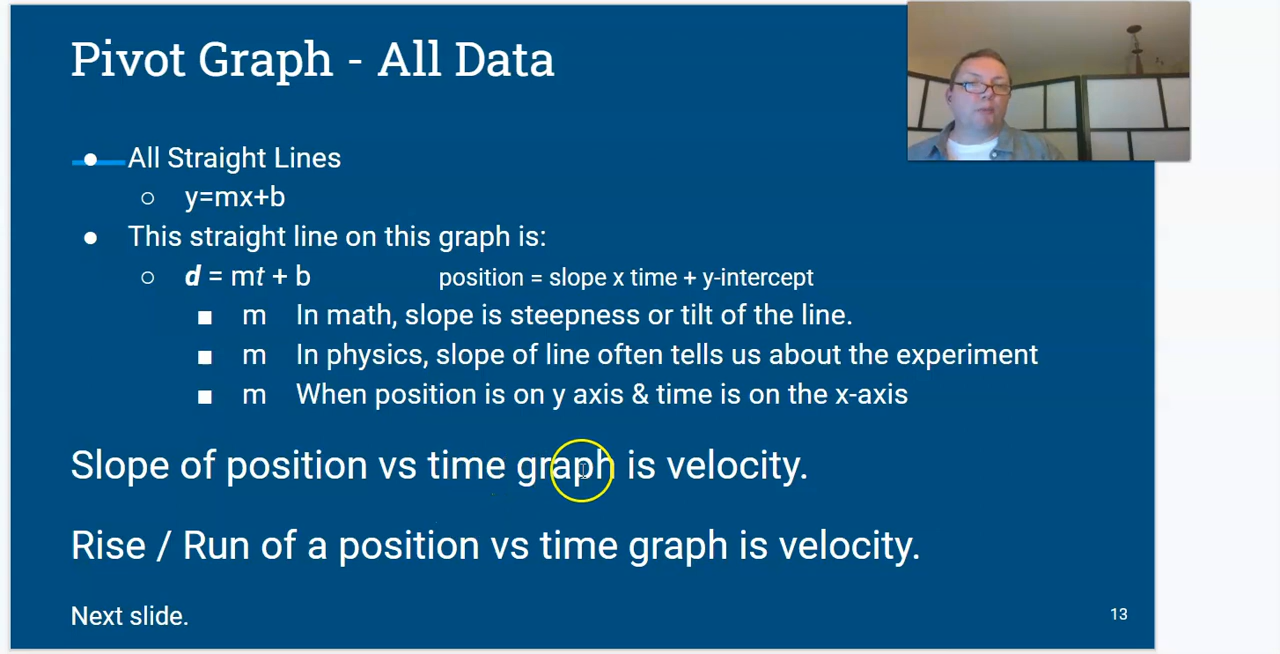 Pivot Graph - All Data
All Straight Lines
y=mx+b
This straight line on this graph is:
d = mt + b position = slope x time + y-intercept
m In math, slope is steepness or tilt of the line.
m In physics, slope of line often tells us about the experiment
m When position is on y axis & time is on the x-axis
Slope of position vs time graph is velocity.
Rise / Run of a position vs time graph is velocity.
Next slide.
13